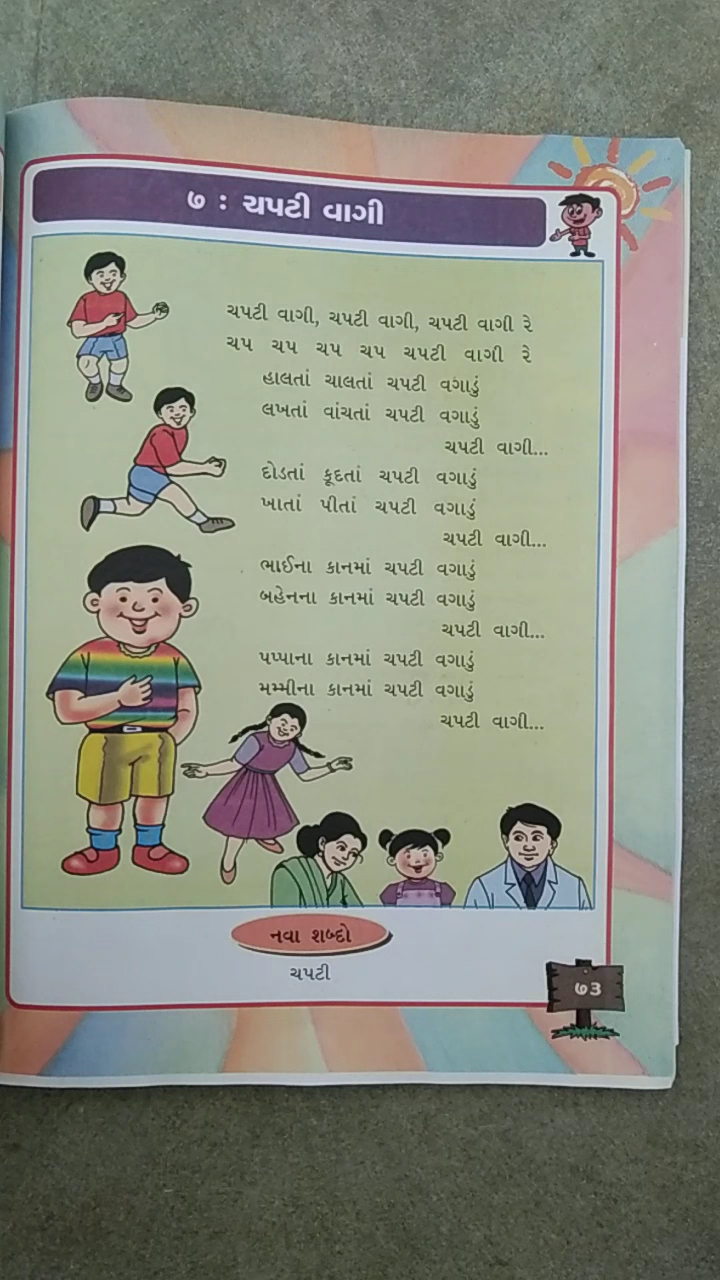 ૭ : ચપટી વાગી
ચપટી વાગી, ચપટી વાગી, ચપટી વાગી રે
ચપ ચપ ચપ ચપ ચપટી વાગી રે
હાલતાં ચાલતાં ચપટી વગાડું
લખતાં વાંચતાં ચપટી વગાડું
ચપટી વાગી...
દોડતાં કૂદતાં ચપટી વગાડું
ખાતાં પીતાં ચપટી વગાડું
ચપટી વાગી...
ભાઈના કાનમાં ચપટી વગાડું
બહેનના કાનમાં ચપટી વગાડું
ચપટી વાગી...
પપ્પાના કાનમાં ચપટી વગાડું
મમ્મીના કાનમાં ચપટી વગાડું
ચપટી વાગી...
નવા શબ્દો
ચપટી
૭૩